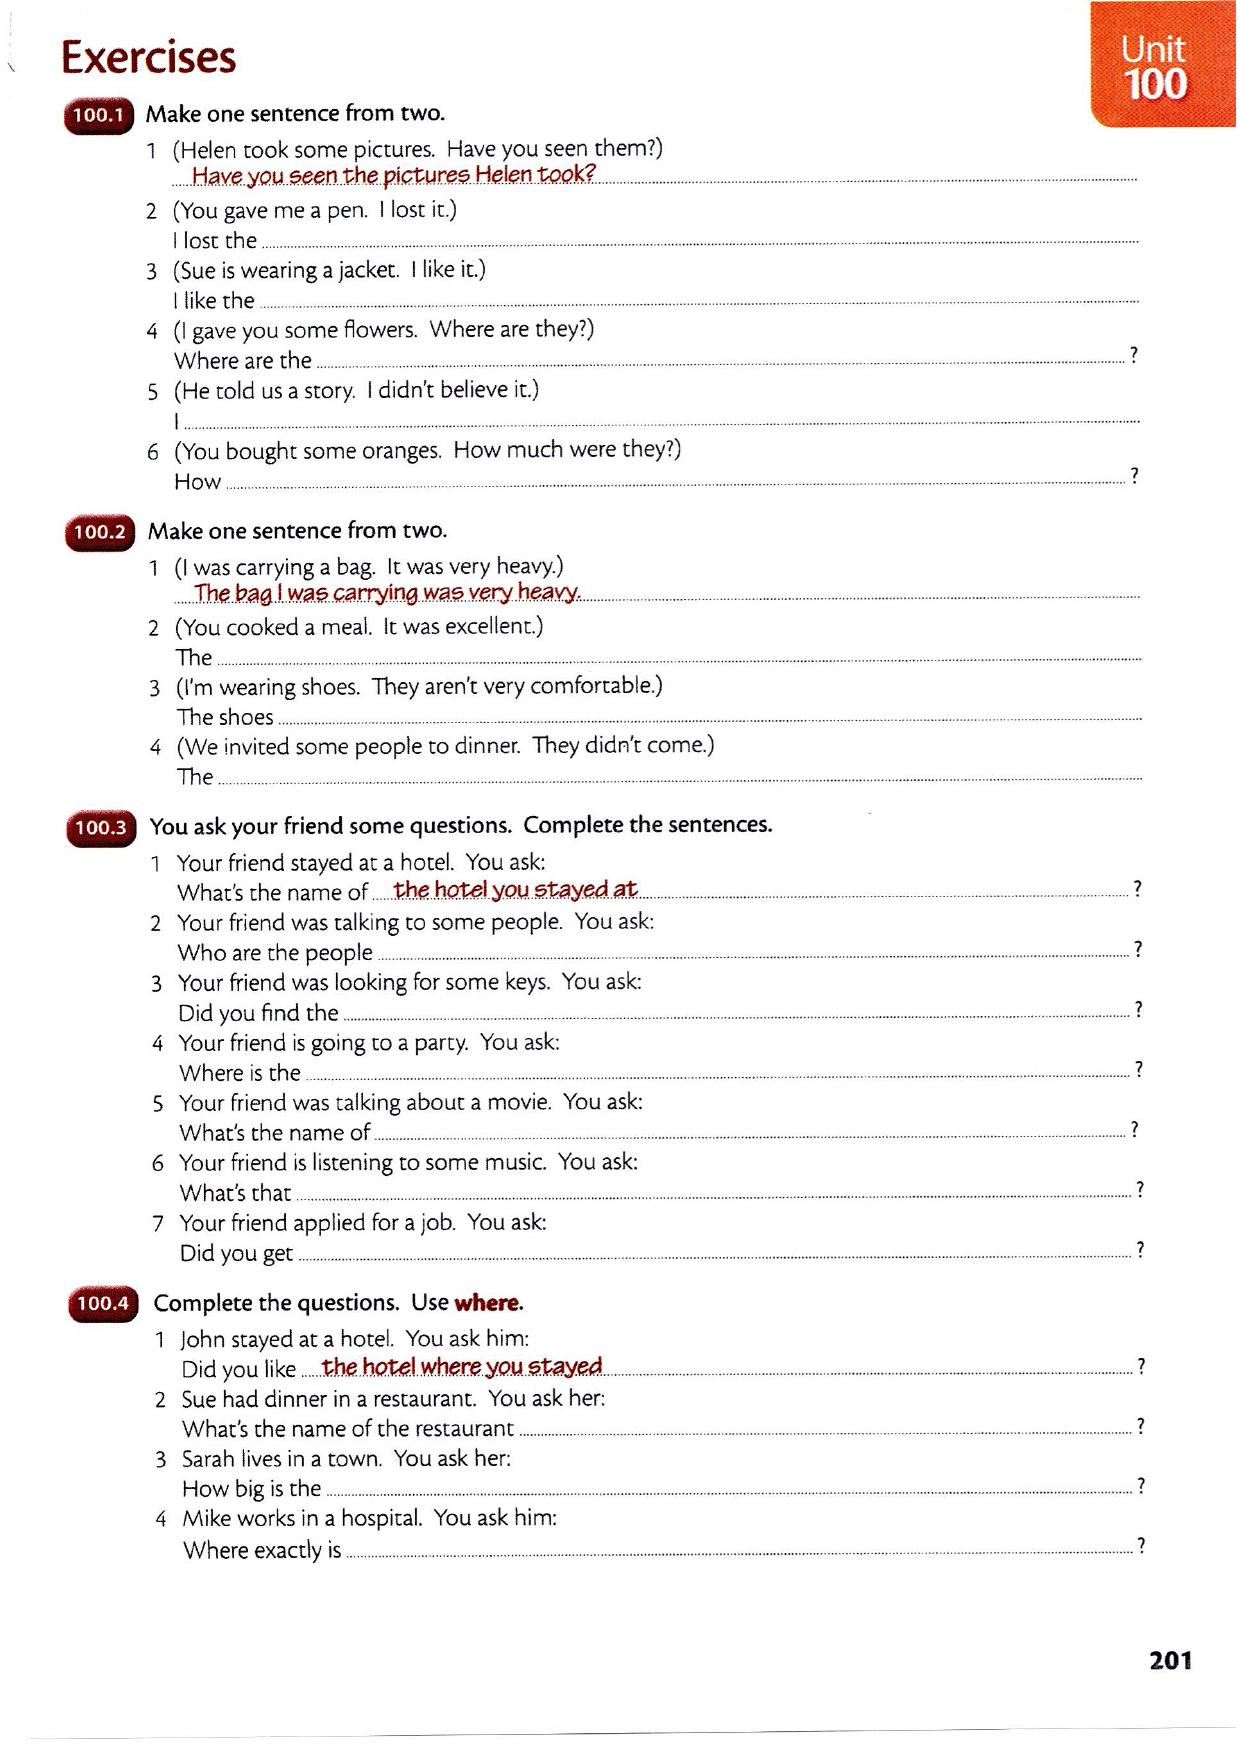 Exercises
Unit
100
100.1 Make one sentence from two.
1 (Helen took some pictures. Have you seen them?)
Have you seen the pictures Helen took?
2 (You gave me a pen. I lost it.)
I lost the
3 (Sue is wearing a jacket. I like it.)
I like the
4 (I gave you some flowers. Where are they?)
Where are the ?
5 (He told us a story. I didn't believe it.)
I
6 (You bought some oranges. How much were they?)
How ?
100.2 Make one sentence from two.
1 (I was carrying a bag. It was very heavy.)
The bag I was carrying was very heavy.
2 (You cooked a meal. It was excellent.)
The
3 (I'm wearing shoes. They aren't very comfortable.)
The shoes
4 (We invited some people to dinner. They didn't come.)
The
100.3 You ask your friend some questions. Complete the sentences.
1 Your friend stayed at a hotel. You ask:
What's the name of the hotel you stayed at ?
2 Your friend was talking to some people. You ask:
Who are the people ?
3 Your friend was looking for some keys. You ask:
Did you find the ?
4 Your friend is going to a party. You ask:
Where is the ?
5 Your friend was talking about a movie. You ask:
What's the name of ?
6 Your friend is listening to some music. You ask:
What's that ?
7 Your friend applied for a job. You ask:
Did you get ?
100.4 Complete the questions. Use where.
1 John stayed at a hotel. You ask him:
Did you like the hotel where you stayed ?
2 Sue had dinner in a restaurant. You ask her:
What's the name of the restaurant ?
3 Sarah lives in a town. You ask her:
How big is the ?
4 Mike works in a hospital. You ask him:
Where exactly is ?
201